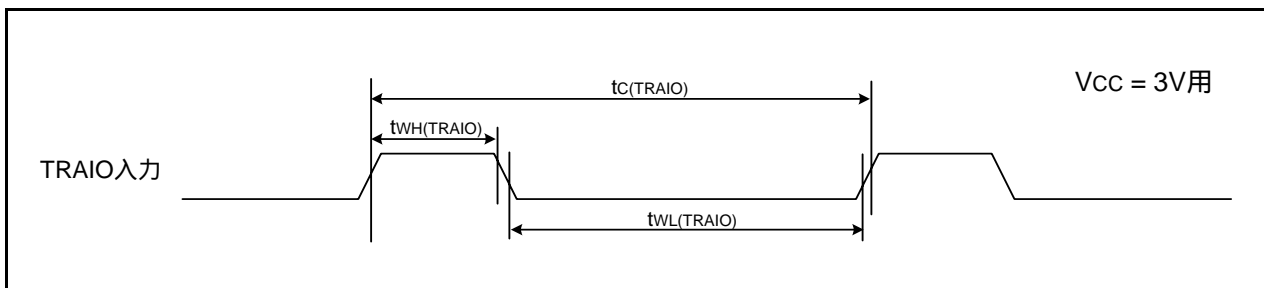 VCC = 3V用
tC(TRAIO)
tWH(TRAIO)
TRAIO入力
tWL(TRAIO)